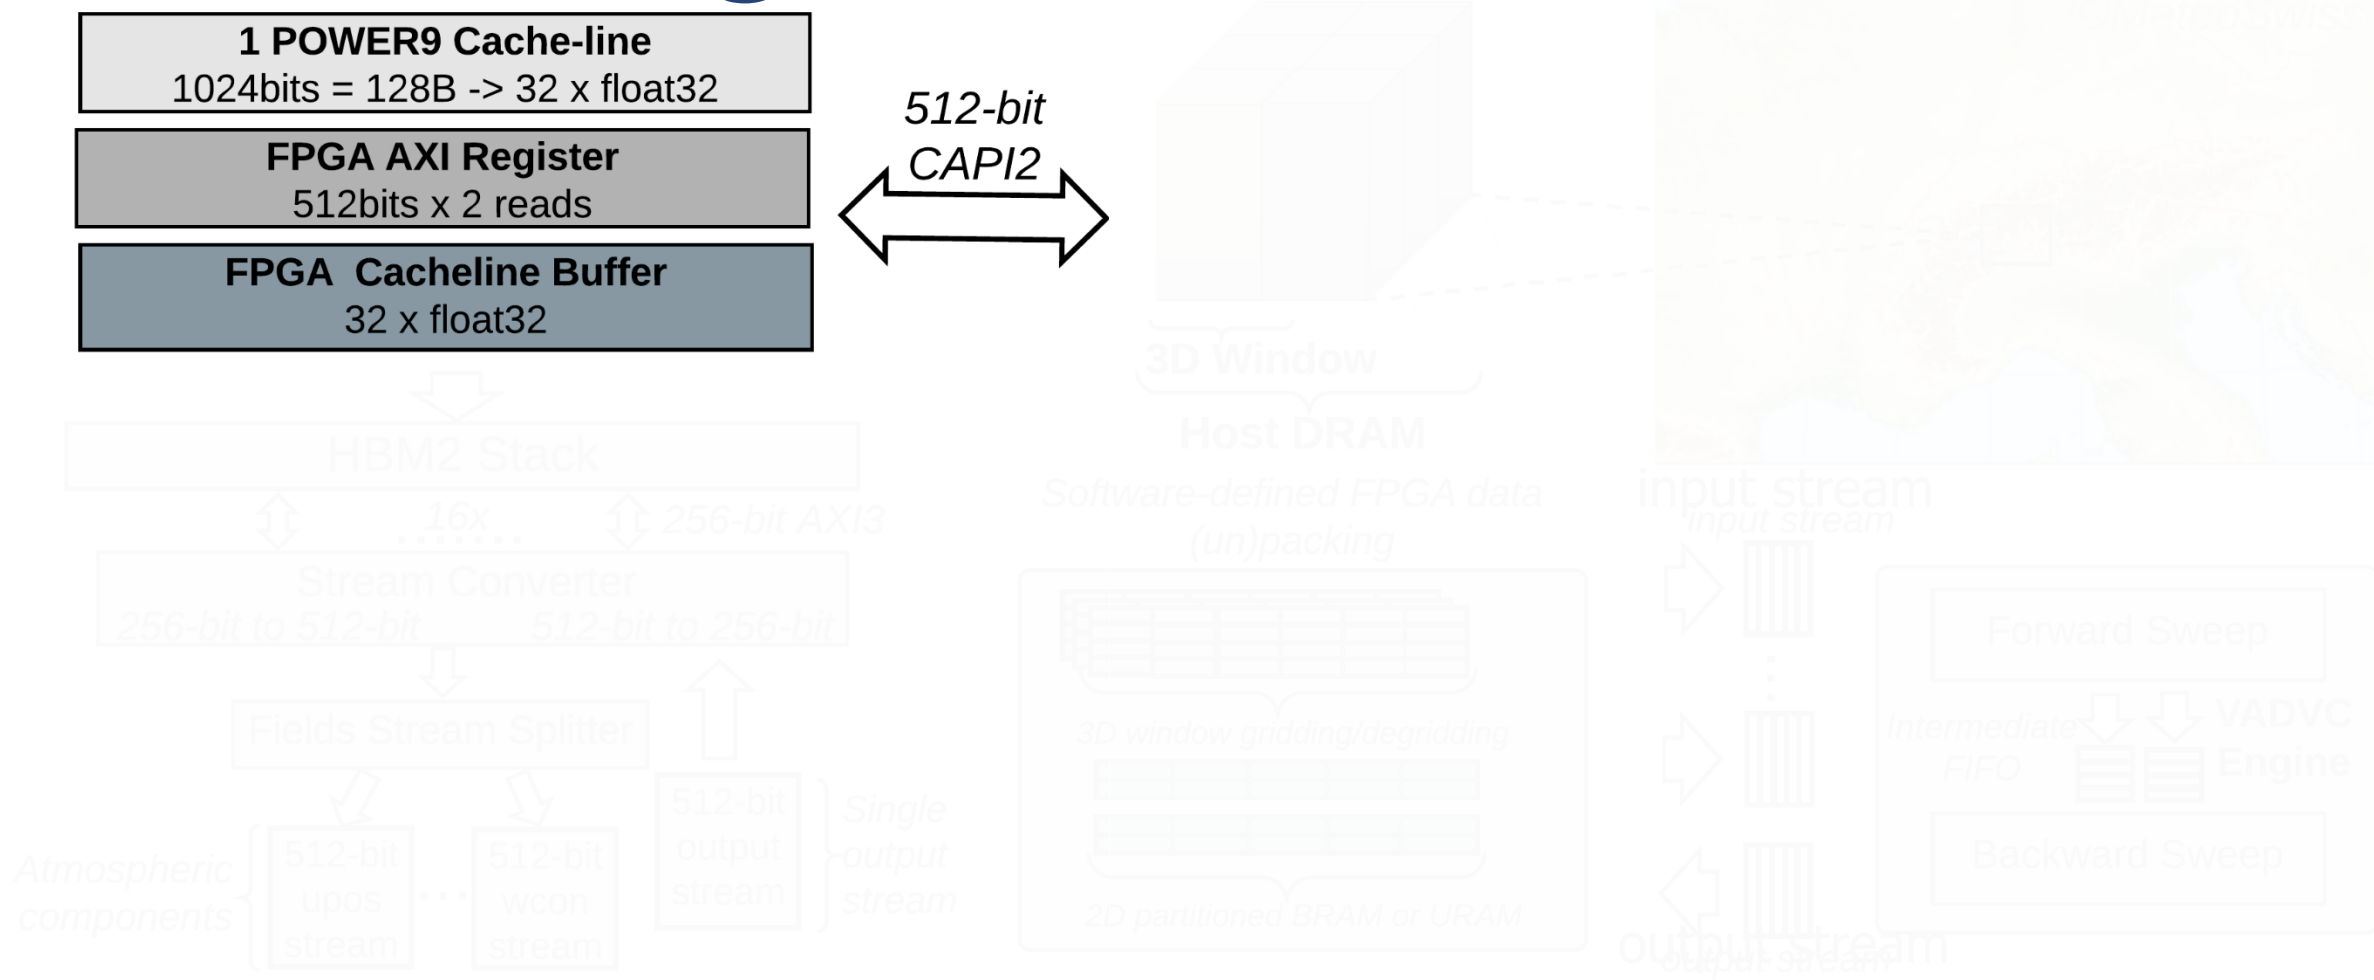 1 POWER9 Cache-line
1024bits = 128B -> 32 x float32
FPGA AXI Register
512bits x 2 reads
FPGA  Cacheline Buffer
32 x float32
512-bit
CAPI2
3D Window
Host DRAM
Software-defined FPGA data
(un)packing
HBM2 Stack
16x
256-bit AXI3
Stream Converter
256-bit to 512-bit
512-bit to 256-bit
Fields Stream Splitter
512-bit
upos
stream
...
512-bit
wcon
stream
512-bit
output
stream
Single
output
stream
Atmospheric
components
3D window gridding/degridding
2D partitioned BRAM or URAM
input stream
input stream
Forward Sweep
Intermediate
FIFO
VADVC
Engine
Backward Sweep
output stream
output stream